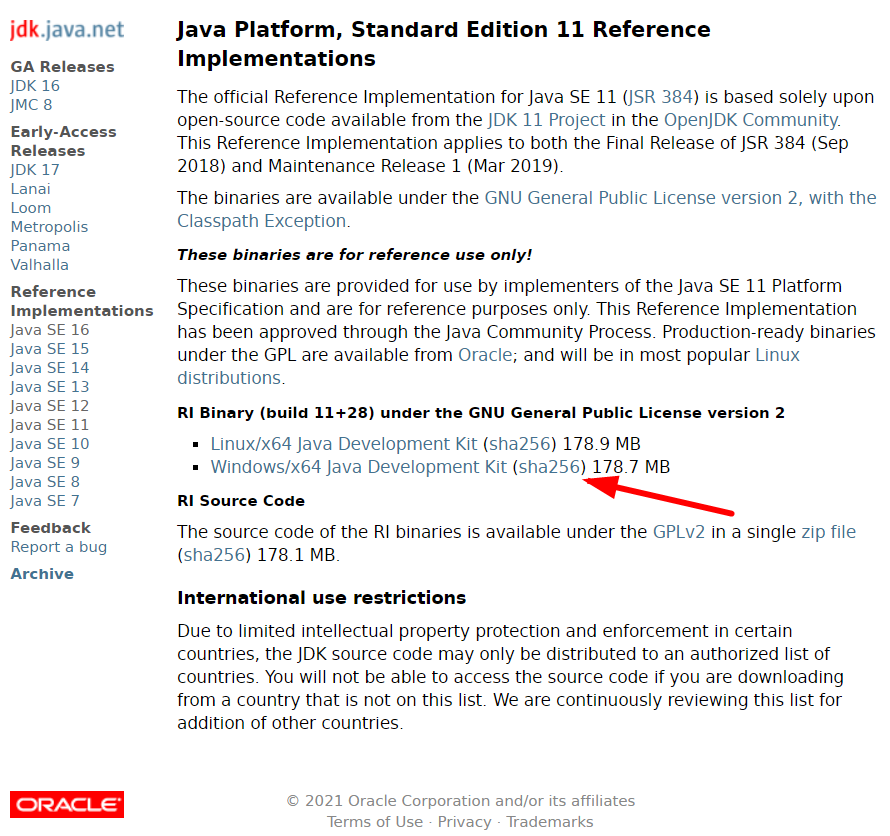 jdk.java.net
GA Releases
JDK 16
JMC 8
Early-Access
Releases
JDK 17
Lanai
Loom
Metropolis
Panama
Valhalla
Reference
Implementations
Java SE 16
Java SE 15
Java SE 14
Java SE 13
Java SE 12
Java SE 11
Java SE 10
Java SE 9
Java SE 8
Java SE 7
Feedback
Report a bug
Archive
Java Platform, Standard Edition 11 Reference
Implementations
The official Reference Implementation for Java SE 11 (JSR 384) is based solely upon
open-source code available from the JDK 11 Project in the OpenJDK Community.
This Reference Implementation applies to both the Final Release of JSR 384 (Sep
2018) and Maintenance Release 1 (Mar 2019).
The binaries are available under the GNU General Public License version 2, with the
Classpath Exception.
These binaries are for reference use only!
These binaries are provided for use by implementers of the Java SE 11 Platform
Specification and are for reference purposes only. This Reference Implementation
has been approved through the Java Community Process. Production-ready binaries
under the GPL are available from Oracle; and will be in most popular Linux
distributions.
RI Binary (build 11+28) under the GNU General Public License version 2
▪ Linux/x64 Java Development Kit (sha256) 178.9 MB
▪ Windows/x64 Java Development Kit (sha256) 178.7 MB
RI Source Code
The source code of the RI binaries is available under the GPLv2 in a single zip file
(sha256) 178.1 MB.
International use restrictions
Due to limited intellectual property protection and enforcement in certain
countries, the JDK source code may only be distributed to an authorized list of
countries. You will not be able to access the source code if you are downloading
from a country that is not on this list. We are continuously reviewing this list for
addition of other countries.
ORACLE
© 2021 Oracle Corporation and/or its affiliates
Terms of Use · Privacy · Trademarks